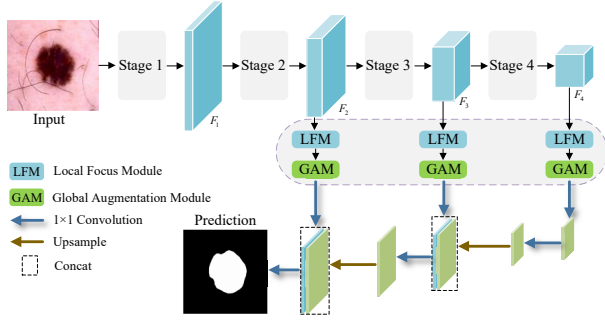 Stage 1
Stage 2
Stage 3
Stage 4
F₁
F₂
F₃
F₄
Input
LFM
LFM
LFM
GAM
GAM
GAM
LFM Local Focus Module
GAM Global Augmentation Module
1×1 Convolution
Upsample
Concat
Prediction